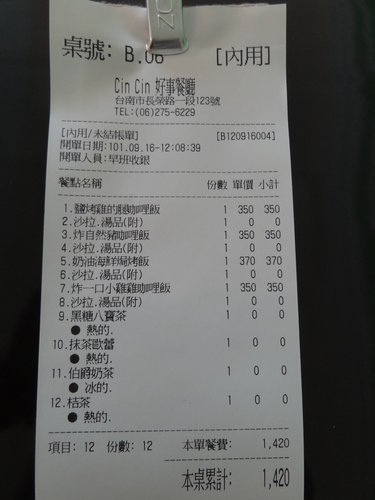 桌號: B.06 [內用]
Cin Cin 好事餐廳
台南市長榮路一段123號
TEL:(06)275-6229
[內用/未結帳單] [B120916004]
開單日期:101.09.16-12:08:39
開單人員:早班收銀
餐點名稱 份數 單價 小計
1.鹽烤雞的腿咖哩飯 1 350 350
2.沙拉.湯品(附) 1 0 0
3.炸自然豬咖哩飯 1 350 350
4.沙拉.湯品(附) 1 0 0
5.奶油海鮮焗烤飯 1 370 370
6.沙拉.湯品(附) 1 0 0
7.炸一口小雞雞咖哩飯 1 350 350
8.沙拉.湯品(附) 1 0 0
9.黑糖八寶茶 1 0 0
● 熱的.
10.抹茶歐蕾 1 0 0
● 熱的.
11.伯爵奶茶 1 0 0
● 冰的.
12.桔茶 1 0 0
● 熱的.
項目: 12 份數: 12 本單餐費: 1,420
本桌累計: 1,420